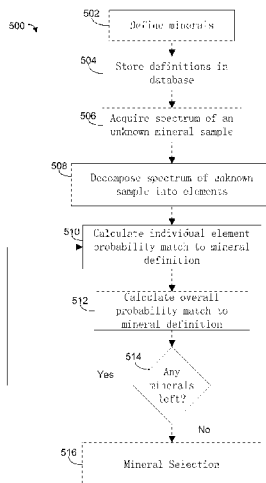 500
502
Define minerals
504
Store definitions in
database
506
Acquire spectrum of an
unknown mineral sample
508
Decompose spectrum of unknown
sample into elements
510
Calculate individual element
probability match to mineral
definition
512
Calculate overall
probability match to
mineral definition
514
Any
minerals
left?
Yes
No
516
Mineral Selection